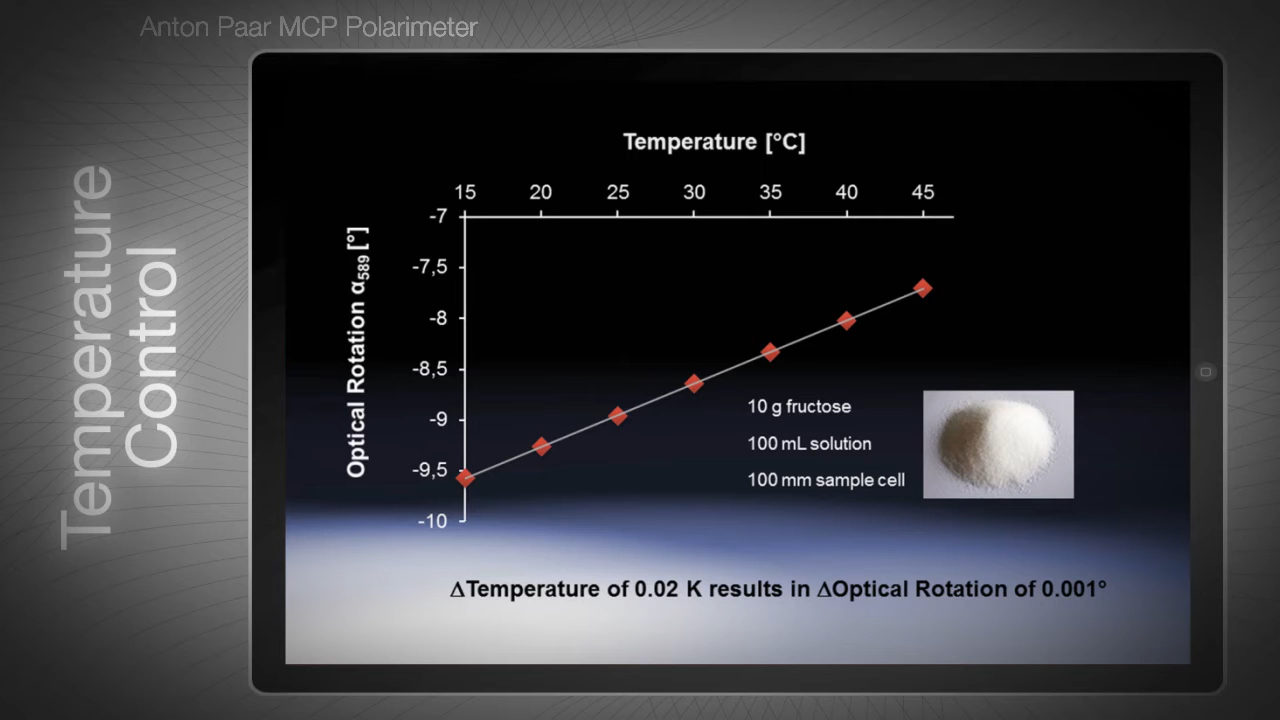 Anton Paar MCP Polarimeter
Temperature
Control
Temperature [°C]
15 20 25 30 35 40 45
Optical Rotation α589 [°]
-7
-7,5
-8
-8,5
-9
-9,5
-10
10 g fructose
100 mL solution
100 mm sample cell
ΔTemperature of 0.02 K results in ΔOptical Rotation of 0.001°